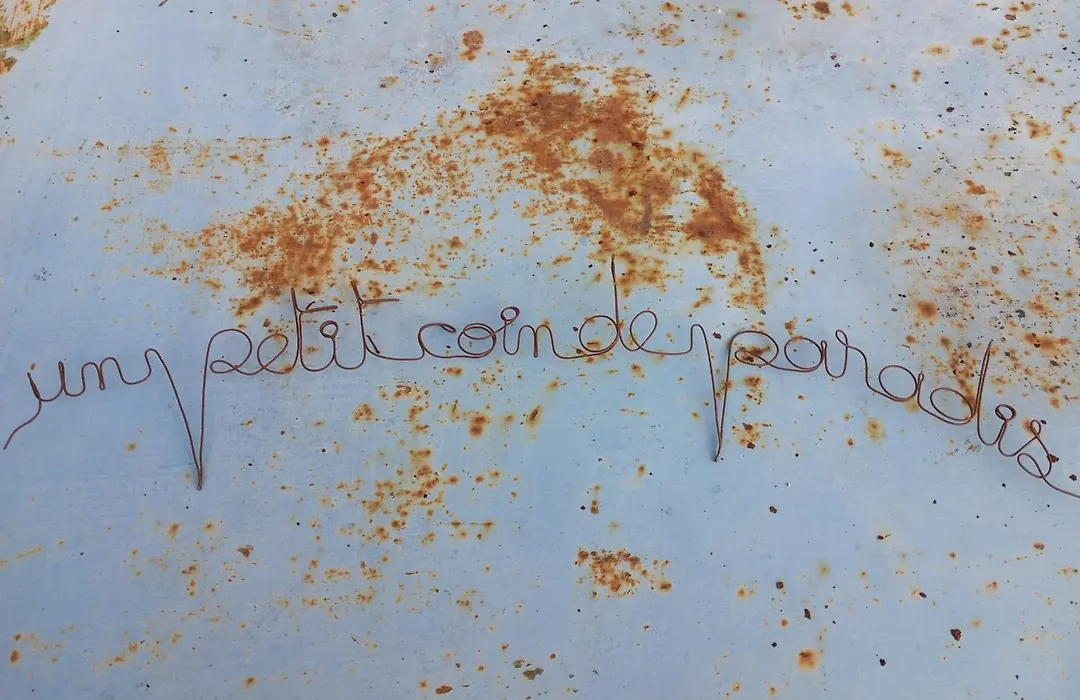 un petit coin de paradis